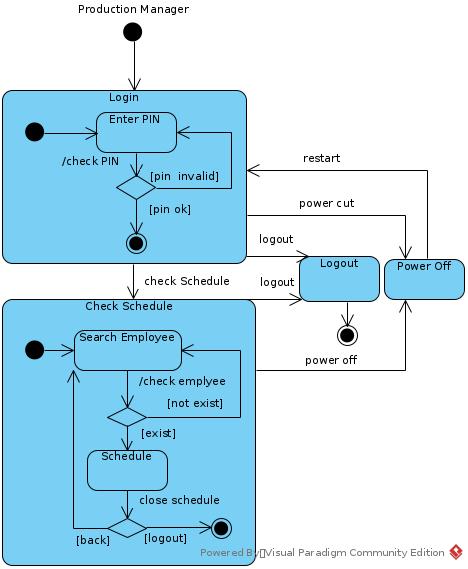 Production Manager
Login
Enter PIN
/check PIN
[pin  invalid]
[pin ok]
restart
power cut
logout
Logout
Power Off
check Schedule
logout
Check Schedule
Search Employee
/check emplyee
[not exist]
[exist]
power off
Schedule
close schedule
[back]
[logout]
Powered By▯Visual Paradigm Community Edition